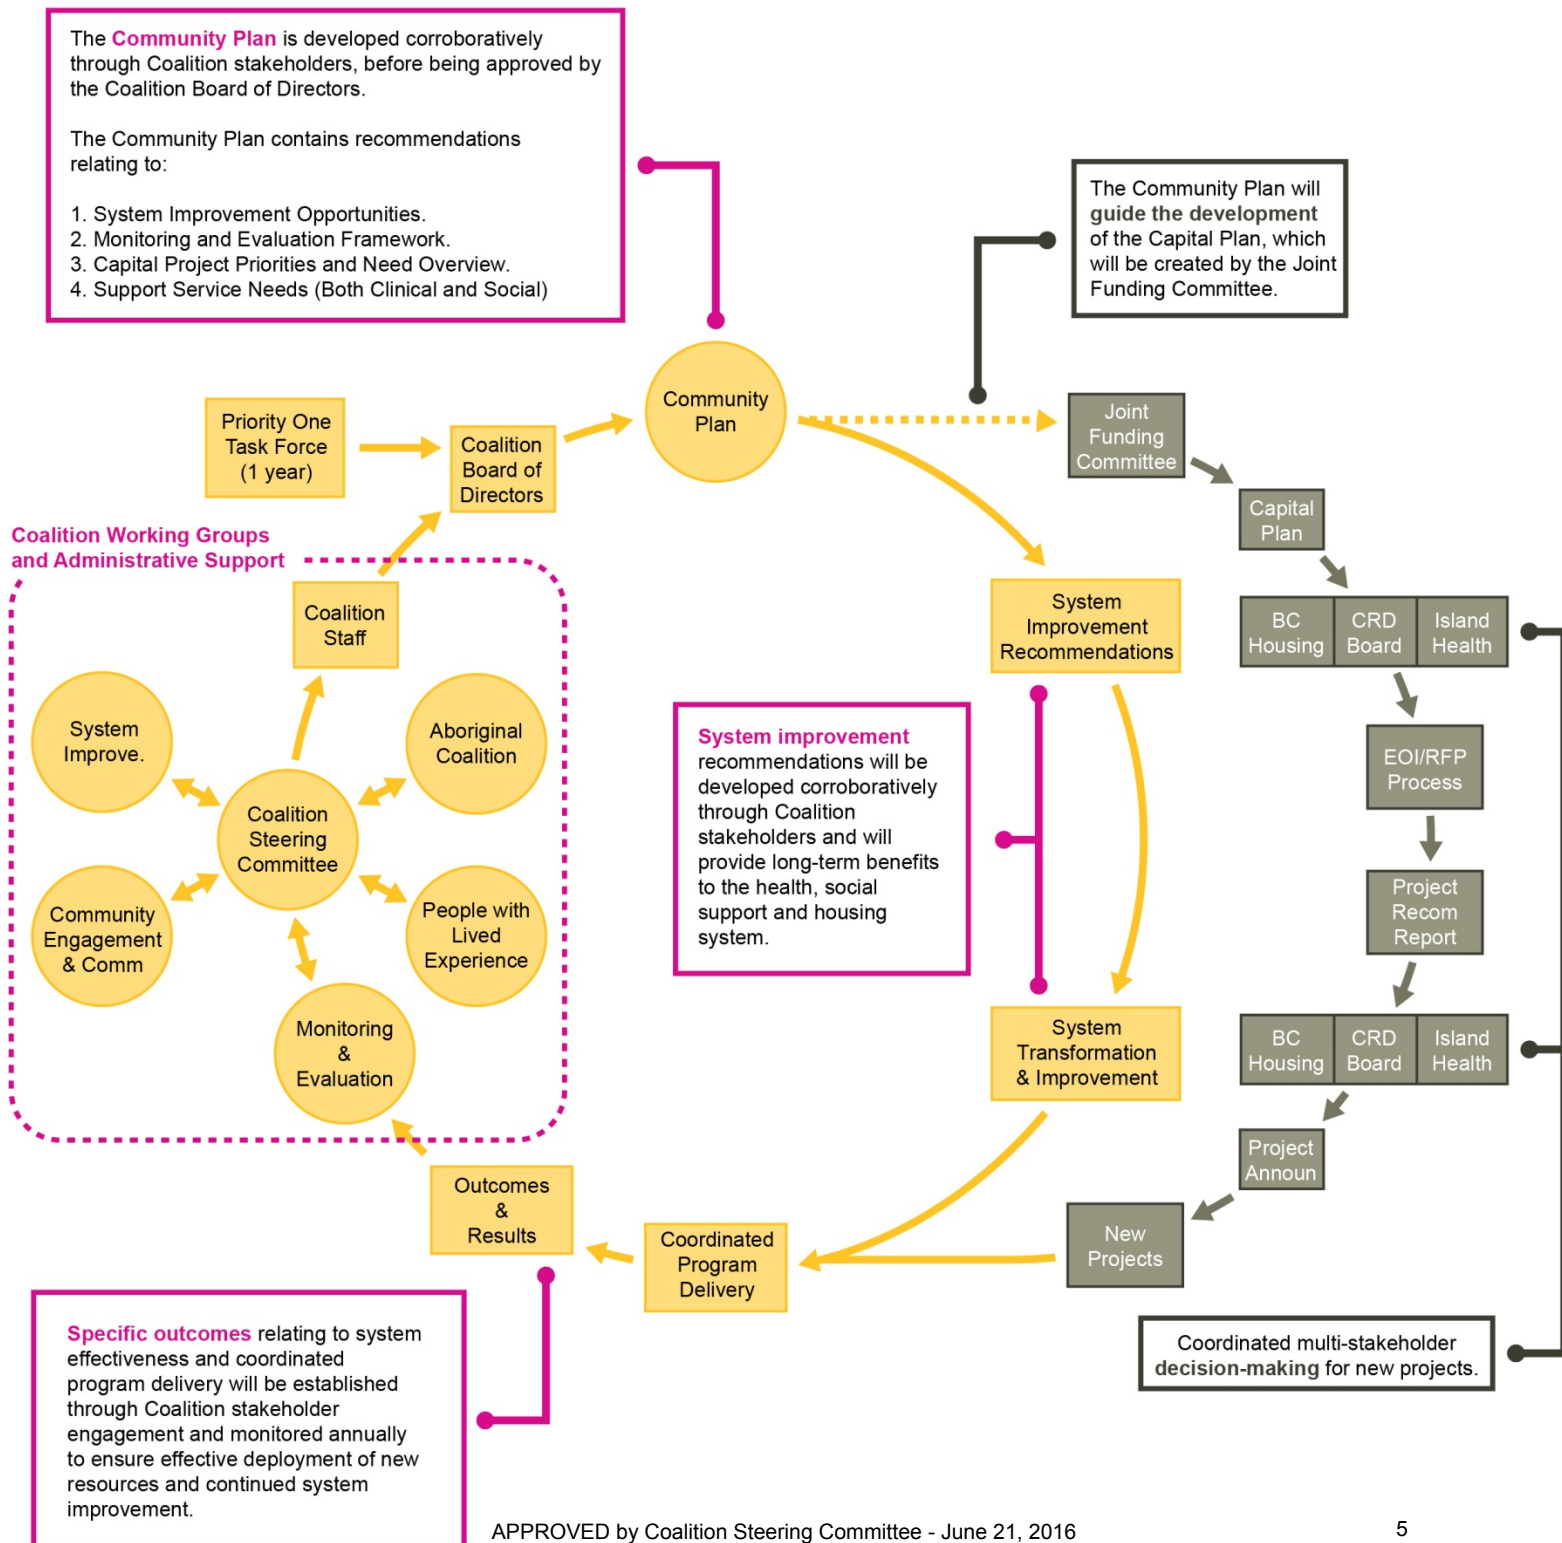 The Community Plan is developed corroboratively
through Coalition stakeholders, before being approved by
the Coalition Board of Directors.
The Community Plan contains recommendations
relating to:
1. System Improvement Opportunities.
2. Monitoring and Evaluation Framework.
3. Capital Project Priorities and Need Overview.
4. Support Service Needs (Both Clinical and Social)
The Community Plan will
guide the development
of the Capital Plan, which
will be created by the Joint
Funding Committee.
Community
Plan
Priority One
Task Force
(1 year)
Coalition
Board of
Directors
Joint
Funding
Committee
Capital
Plan
Coalition Working Groups
and Administrative Support
Coalition
Staff
System
Improve.
Aboriginal
Coalition
Coalition
Steering
Committee
Community
Engagement
& Comm
People with
Lived
Experience
Monitoring
&
Evaluation
System
Improvement
Recommendations
BC
Housing
CRD
Board
Island
Health
System improvement
recommendations will be
developed corroboratively
through Coalition
stakeholders and will
provide long-term benefits
to the health, social
support and housing
system.
EOI/RFP
Process
Project
Recom
Report
System
Transformation
& Improvement
BC
Housing
CRD
Board
Island
Health
Project
Announ
New
Projects
Coordinated
Program
Delivery
Outcomes
&
Results
Specific outcomes relating to system
effectiveness and coordinated
program delivery will be established
through Coalition stakeholder
engagement and monitored annually
to ensure effective deployment of new
resources and continued system
improvement.
Coordinated multi-stakeholder
decision-making for new projects.
APPROVED by Coalition Steering Committee - June 21, 2016
5